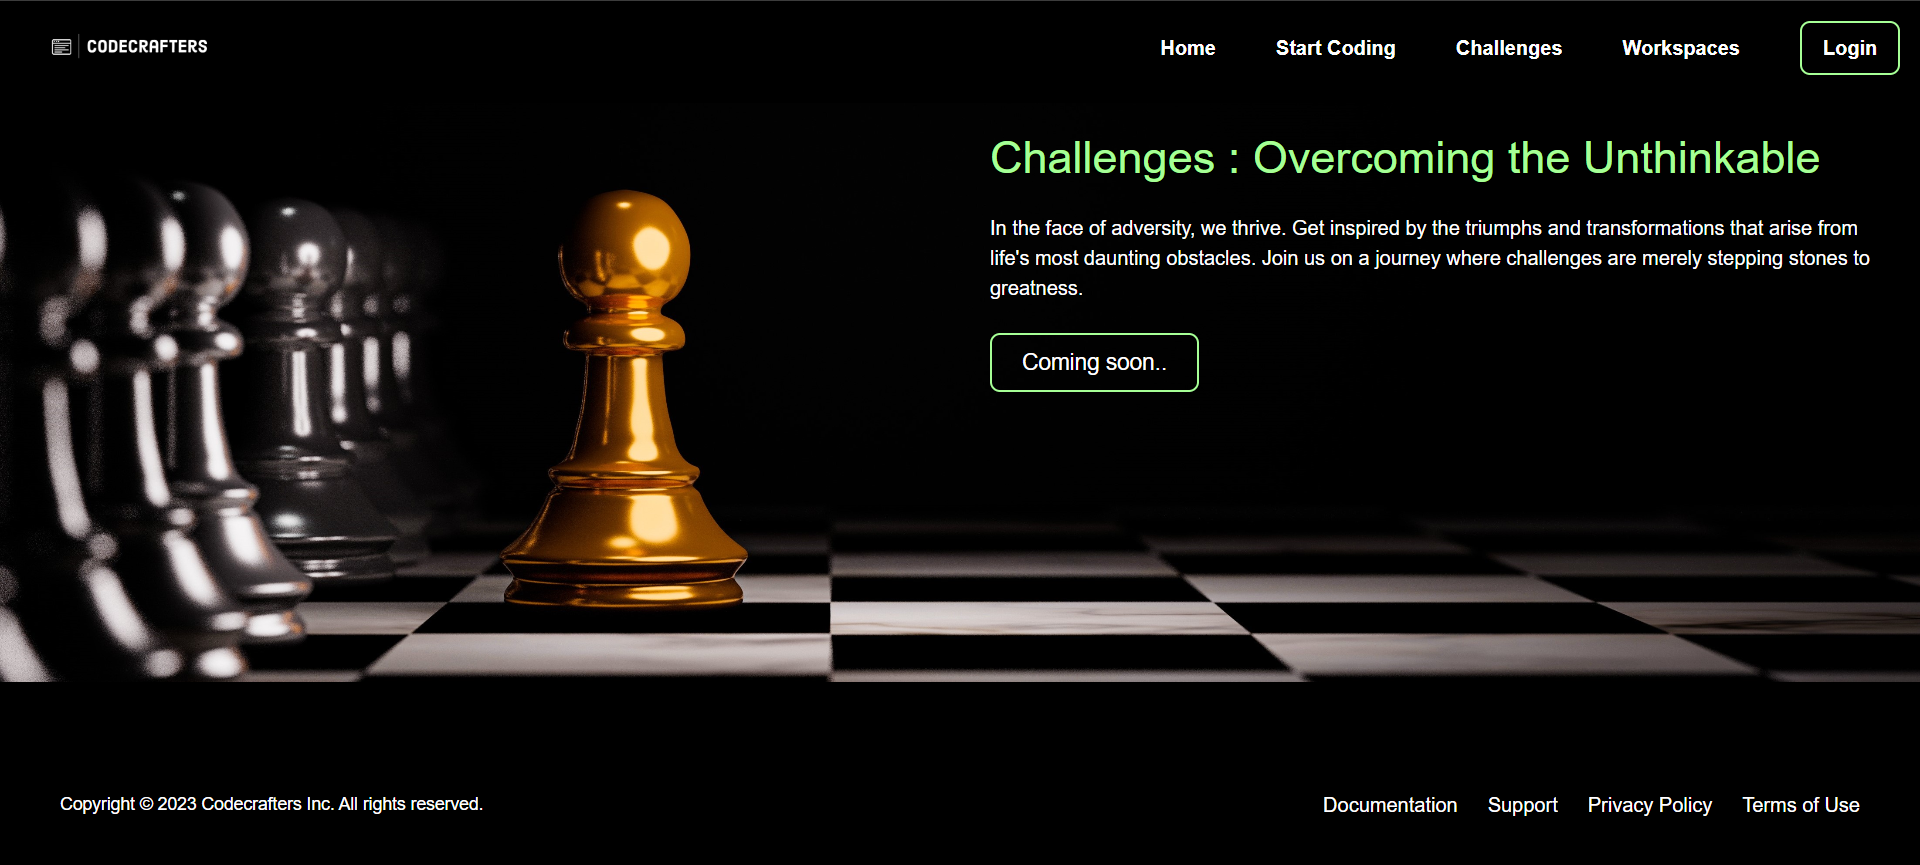 CODECRAFTERS
Home Start Coding Challenges Workspaces Login
Challenges : Overcoming the Unthinkable
In the face of adversity, we thrive. Get inspired by the triumphs and transformations that arise from
life's most daunting obstacles. Join us on a journey where challenges are merely stepping stones to
greatness.
Coming soon..
Copyright © 2023 Codecrafters Inc. All rights reserved.
Documentation Support Privacy Policy Terms of Use